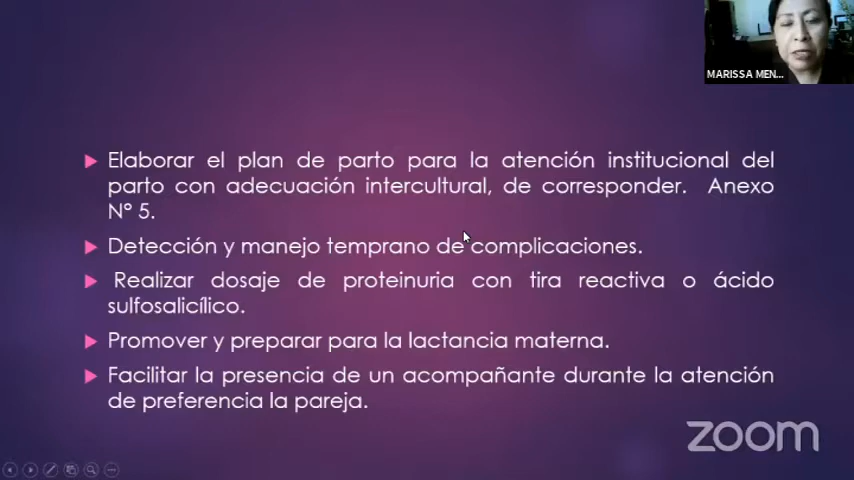 MARISSA MEN...
Elaborar el plan de parto para la atención institucional del
parto con adecuación intercultural, de corresponder. Anexo
N° 5.
Detección y manejo temprano de complicaciones.
Realizar dosaje de proteinuria con tira reactiva o ácido
sulfosalicílico.
Promover y preparar para la lactancia materna.
Facilitar la presencia de un acompañante durante la atención
de preferencia la pareja.
zoom